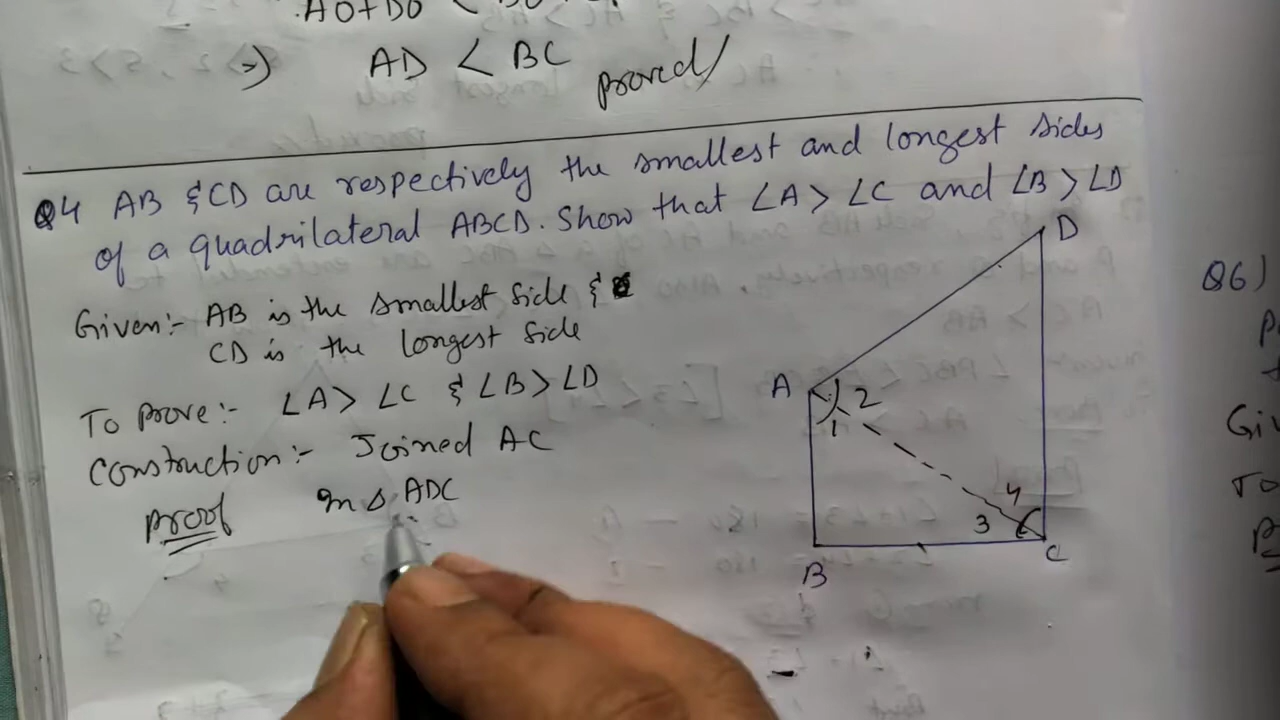 AO+DO <
=> AD < BC
proved/
Q4 AB & CD are respectively the smallest and longest sides
of a quadrilateral ABCD. Show that ∠A > ∠C and ∠B > ∠D
Given:- AB is the smallest side &
CD is the longest side
To prove:- ∠A > ∠C & ∠B > ∠D
Construction:- Joined AC
Proof In Δ ADC
D
A 2
1
4
3
C
B
Q6)
Gi
To